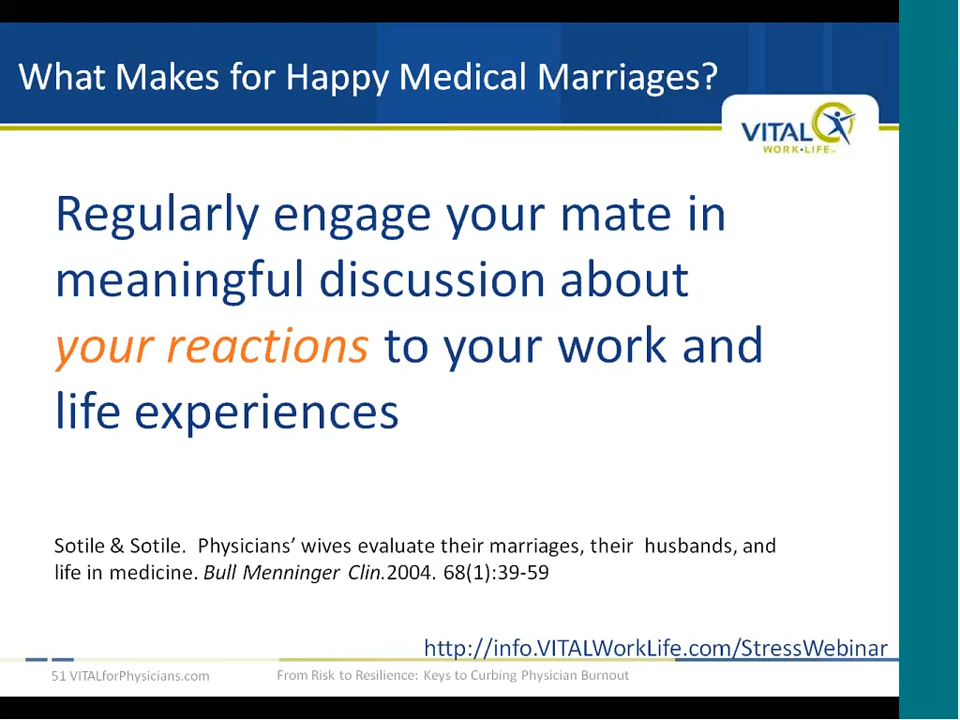 What Makes for Happy Medical Marriages?
VITAL
WORK•LIFE™
Regularly engage your mate in
meaningful discussion about
your reactions to your work and
life experiences
Sotile & Sotile.  Physicians’ wives evaluate their marriages, their  husbands, and
life in medicine. Bull Menninger Clin.2004. 68(1):39-59
http://info.VITALWorkLife.com/StressWebinar
51 VITALforPhysicians.com
From Risk to Resilience: Keys to Curbing Physician Burnout